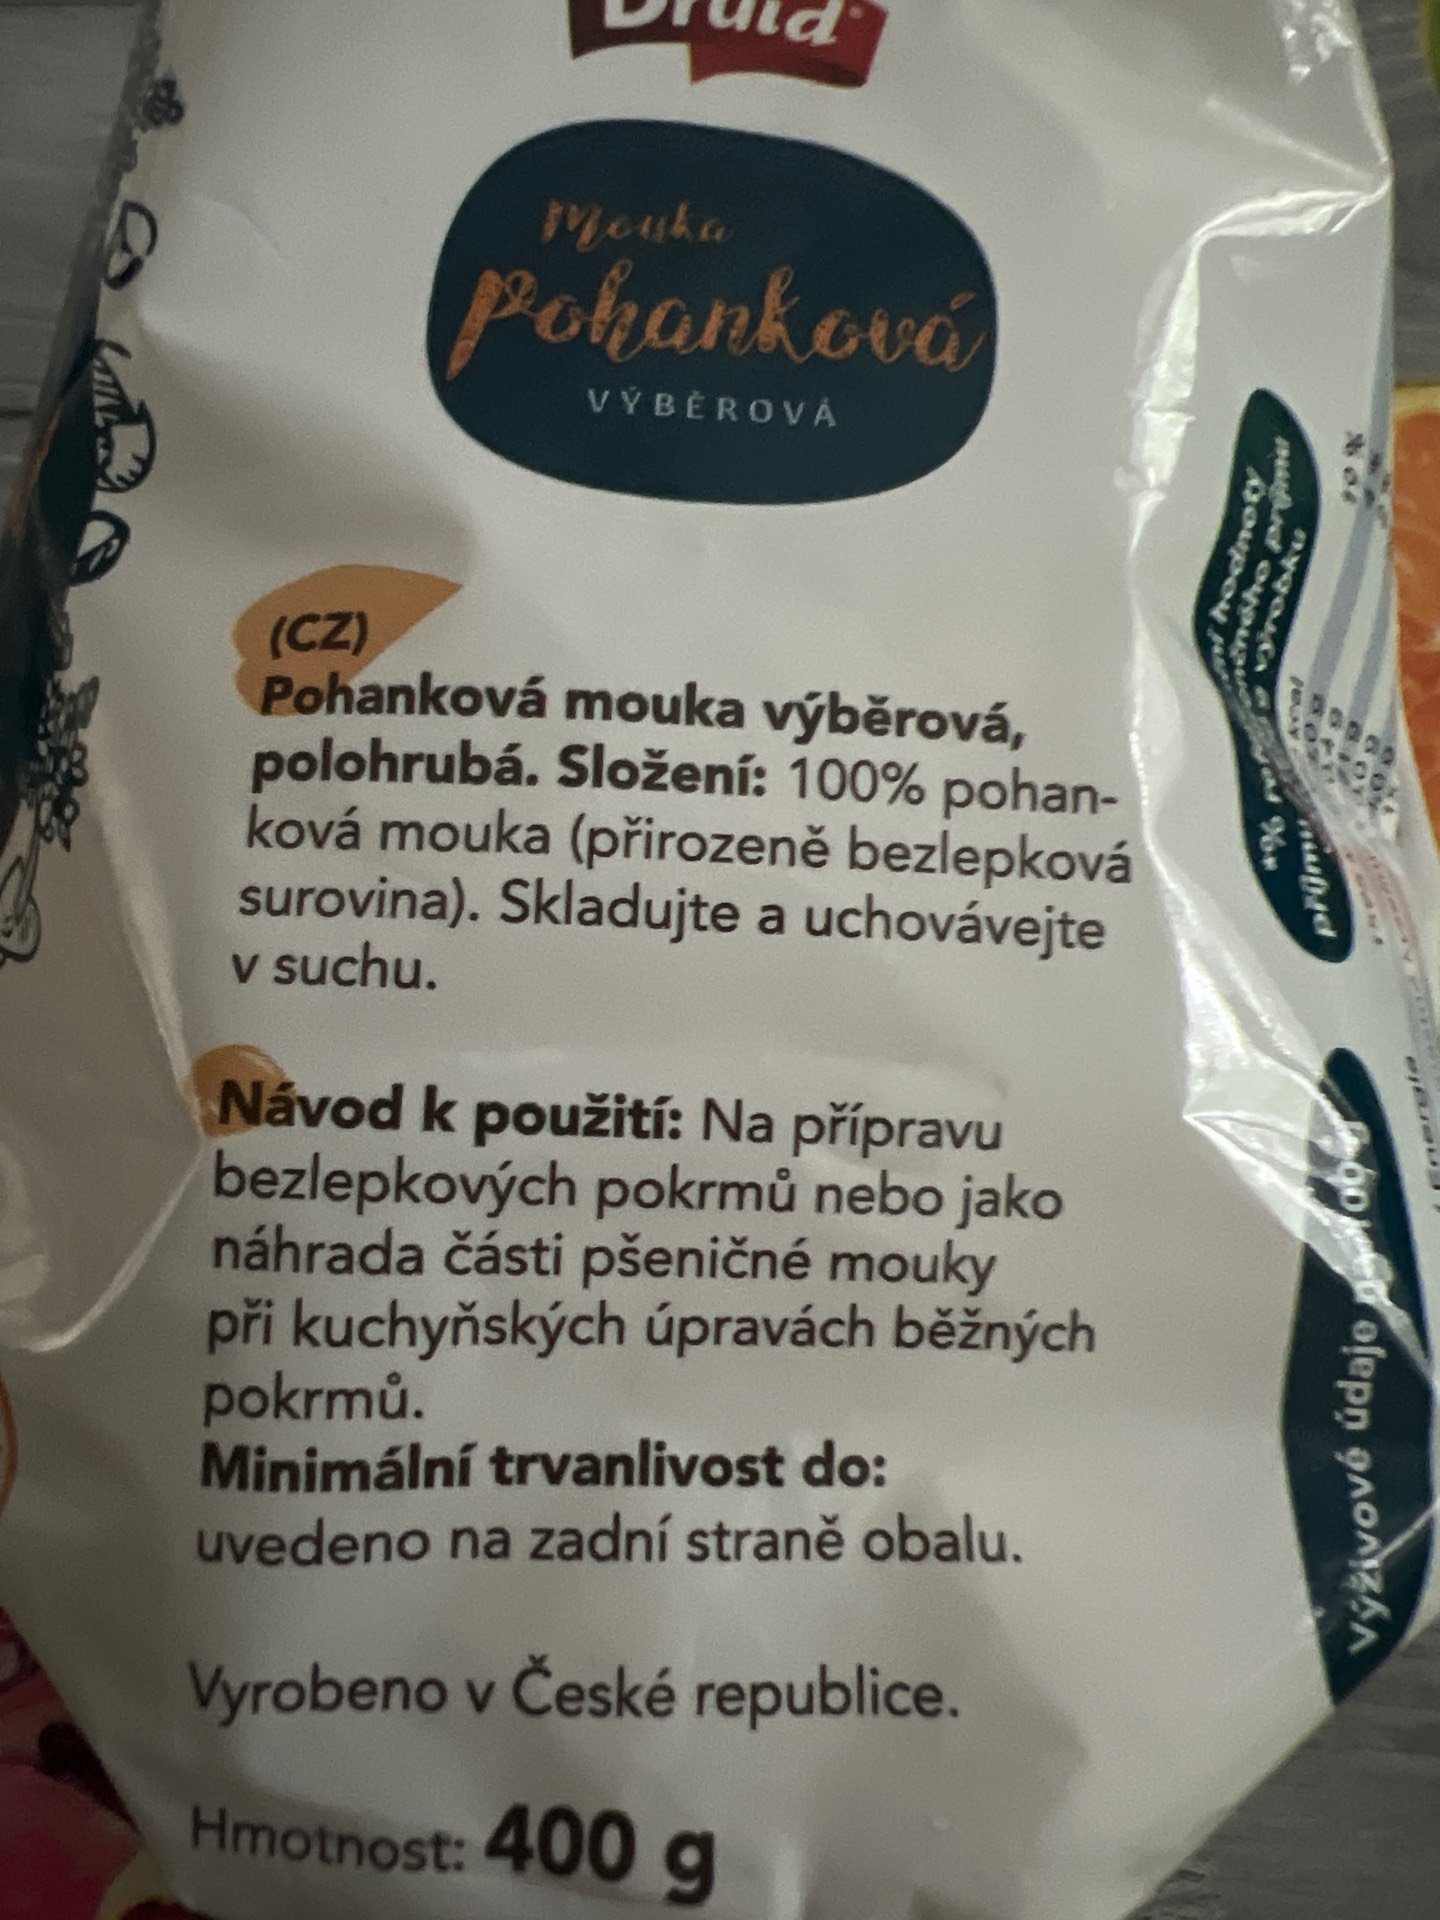 Druid
Mouka
pohanková
VÝBĚROVÁ
(CZ)
Pohanková mouka výběrová,
polohrubá. Složení: 100% pohan-
ková mouka (přirozeně bezlepková
surovina). Skladujte a uchovávejte
v suchu.
Návod k použití: Na přípravu
bezlepkových pokrmů nebo jako
náhrada části pšeničné mouky
při kuchyňských úpravách běžných
pokrmů.
Minimální trvanlivost do:
uvedeno na zadní straně obalu.
Vyrobeno v České republice.
Hmotnost: 400 g
výživové údaje
hodnoty